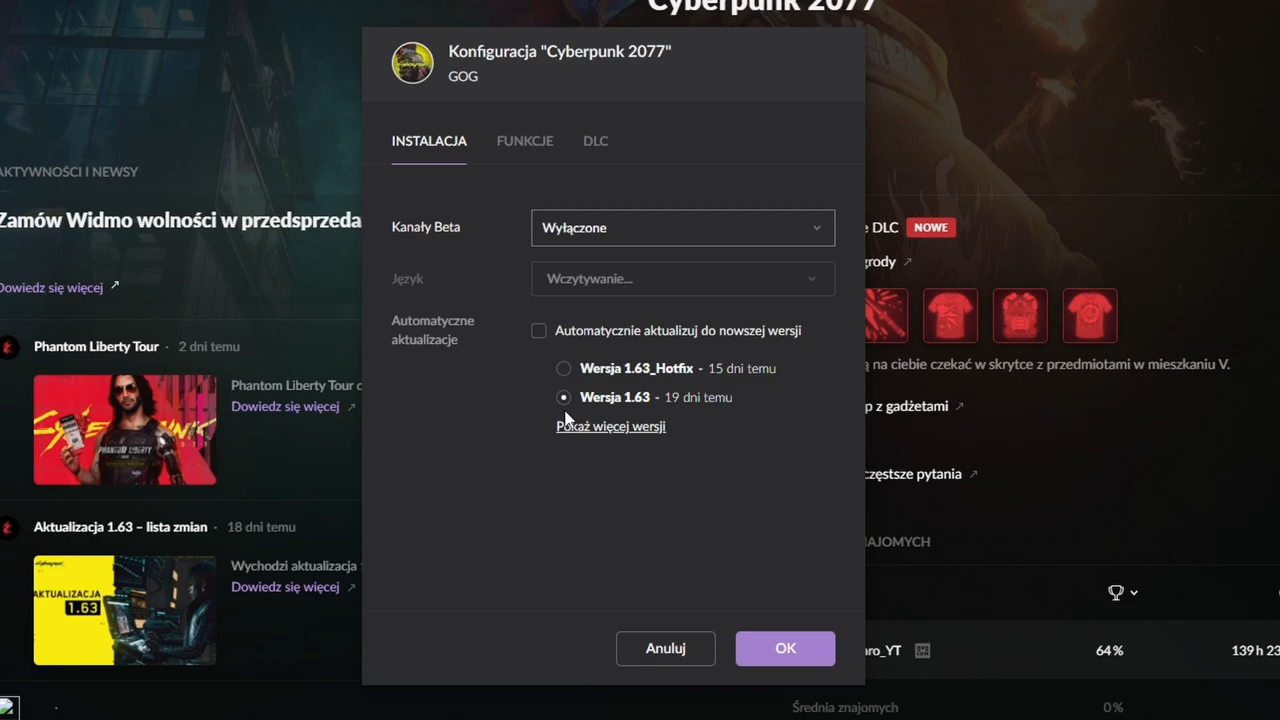 Cyberpunk 2077
Konfiguracja "Cyberpunk 2077"
GOG
INSTALACJA FUNKCJE DLC
Kanały Beta Wyłączone
Język Wczytywanie...
Automatyczne
aktualizacje
Automatycznie aktualizuj do nowszej wersji
Wersja 1.63_Hotfix - 15 dni temu
Wersja 1.63 - 19 dni temu
Pokaż więcej wersji
Anuluj OK
AKTYWNOŚCI I NEWSY
Zamów Widmo wolności w przedsprzeda
Dowiedz się więcej
Phantom Liberty Tour · 2 dni temu
Phantom Liberty Tour
Dowiedz się więcej
PHANTOM LIBERTY
Aktualizacja 1.63 – lista zmian · 18 dni temu
Wychodzi aktualizacja
Dowiedz się więcej
AKTUALIZACJA
1.63
DLC NOWE
grody
na ciebie czekać w skrytce z przedmiotami w mieszkaniu V.
z gadżetami
częstsze pytania
NAJOMYCH
aro_YT 64% 139 h 23
Średnia znajomych 0%